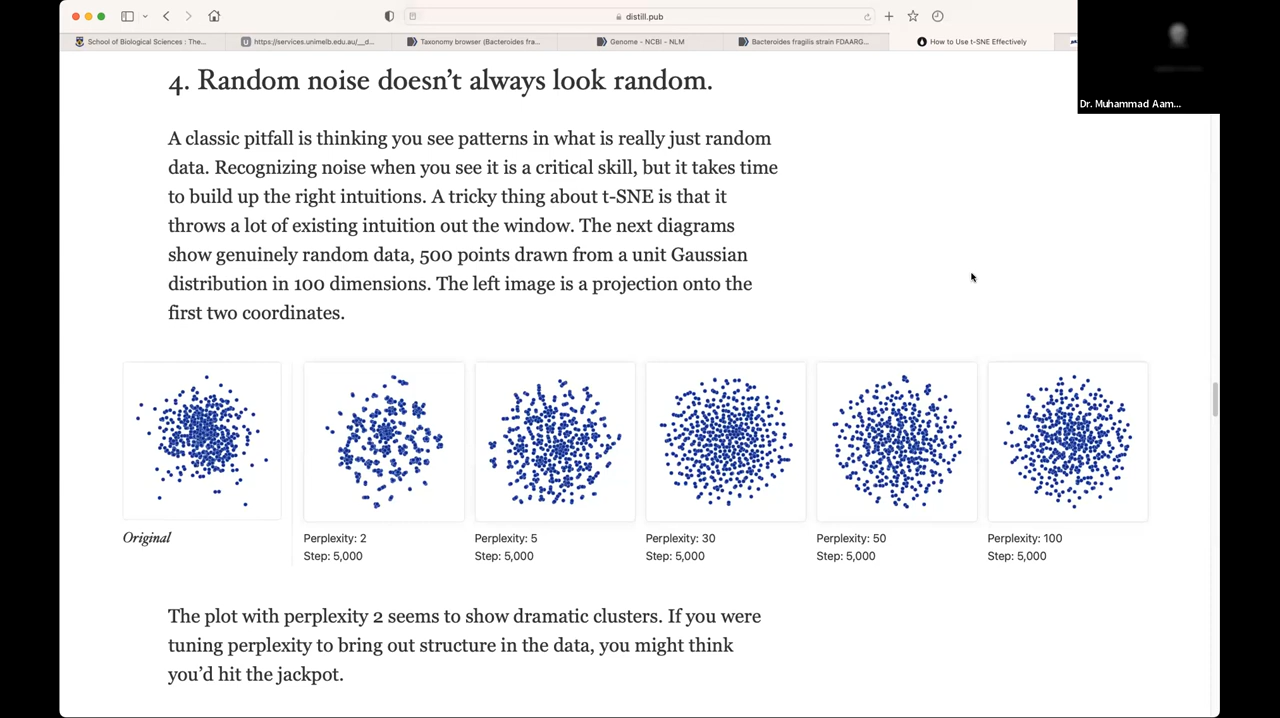 distill.pub
School of Biological Sciences : The...
https://services.unimelb.edu.au/__d...
Taxonomy browser (Bacteroides fra...
Genome - NCBI - NLM
Bacteroides fragilis strain FDAARG...
How to Use t-SNE Effectively
Dr. Muhammad Aam...
4. Random noise doesn’t always look random.
A classic pitfall is thinking you see patterns in what is really just random
data. Recognizing noise when you see it is a critical skill, but it takes time
to build up the right intuitions. A tricky thing about t-SNE is that it
throws a lot of existing intuition out the window. The next diagrams
show genuinely random data, 500 points drawn from a unit Gaussian
distribution in 100 dimensions. The left image is a projection onto the
first two coordinates.
Original
Perplexity: 2
Step: 5,000
Perplexity: 5
Step: 5,000
Perplexity: 30
Step: 5,000
Perplexity: 50
Step: 5,000
Perplexity: 100
Step: 5,000
The plot with perplexity 2 seems to show dramatic clusters. If you were
tuning perplexity to bring out structure in the data, you might think
you’d hit the jackpot.